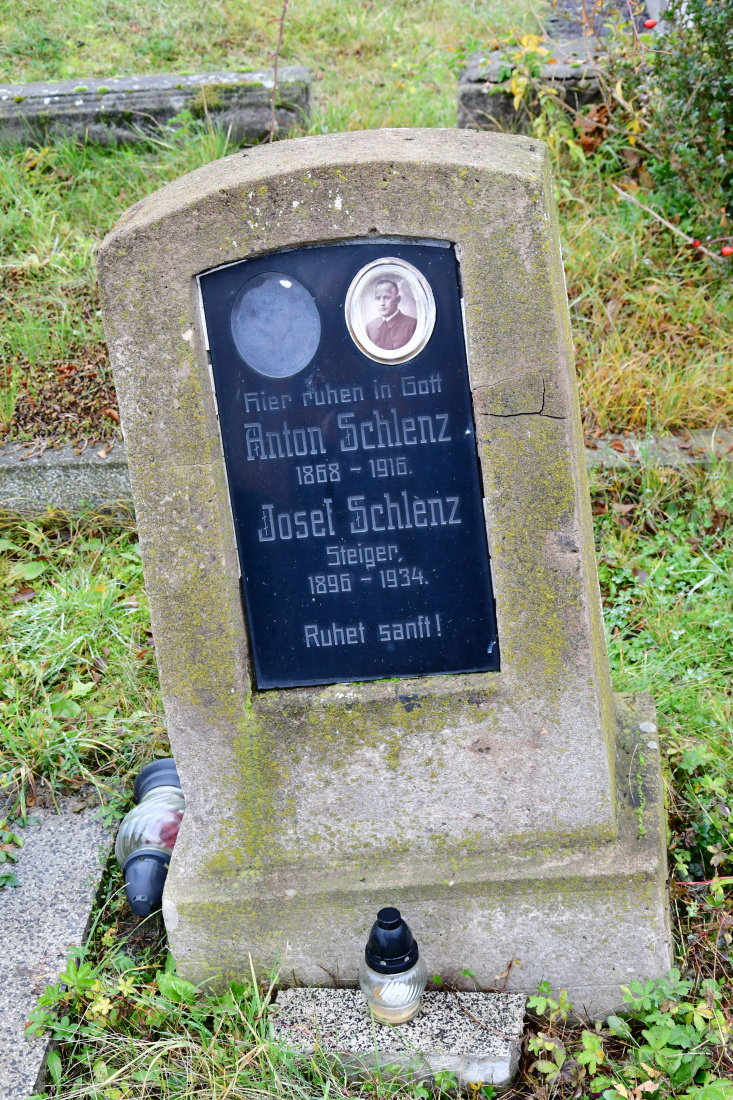 Hier ruhen in Gott
Anton Schlenz
1868 - 1916.
Josef Schlenz
Steiger,
1896 - 1934.
Ruhet sanft!